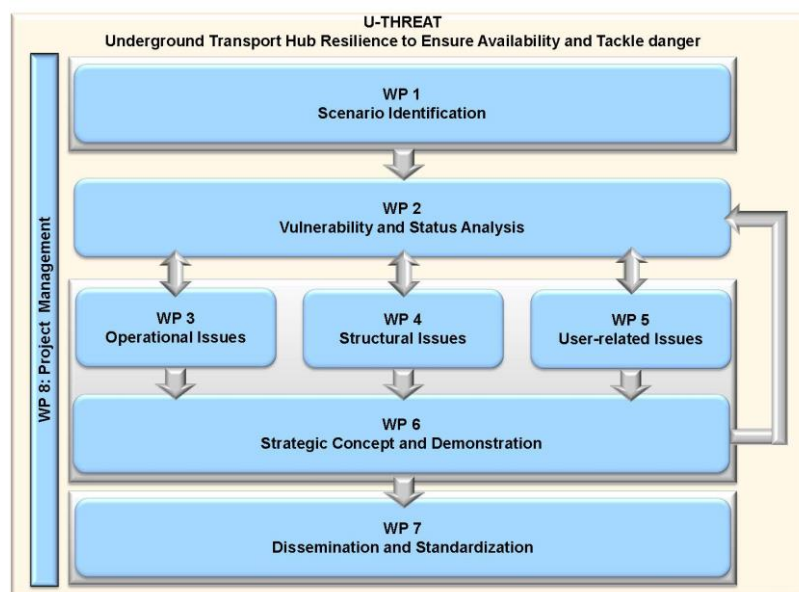 U-THREAT
Underground Transport Hub Resilience to Ensure Availability and Tackle danger
WP 8: Project Management
WP 1
Scenario Identification
WP 2
Vulnerability and Status Analysis
WP 3
Operational Issues
WP 4
Structural Issues
WP 5
User-related Issues
WP 6
Strategic Concept and Demonstration
WP 7
Dissemination and Standardization